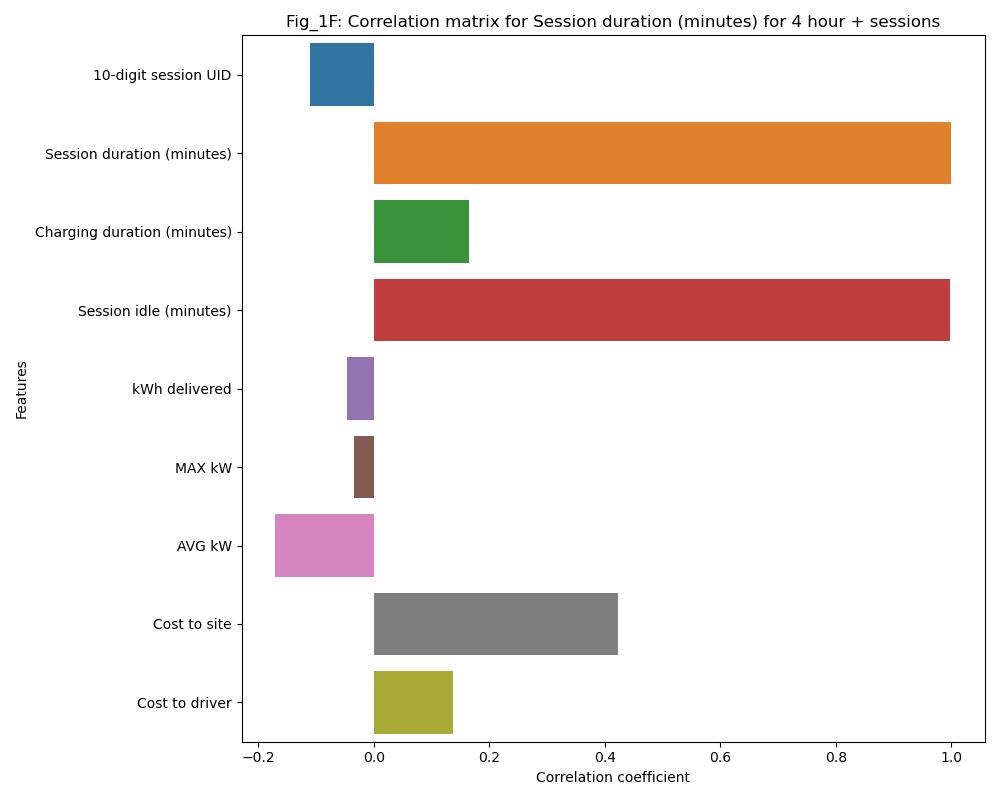 Fig_1F: Correlation matrix for Session duration (minutes) for 4 hour + sessions
Features
10-digit session UID
Session duration (minutes)
Charging duration (minutes)
Session idle (minutes)
kWh delivered
MAX kW
AVG kW
Cost to site
Cost to driver
−0.2 0.0 0.2 0.4 0.6 0.8 1.0
Correlation coefficient